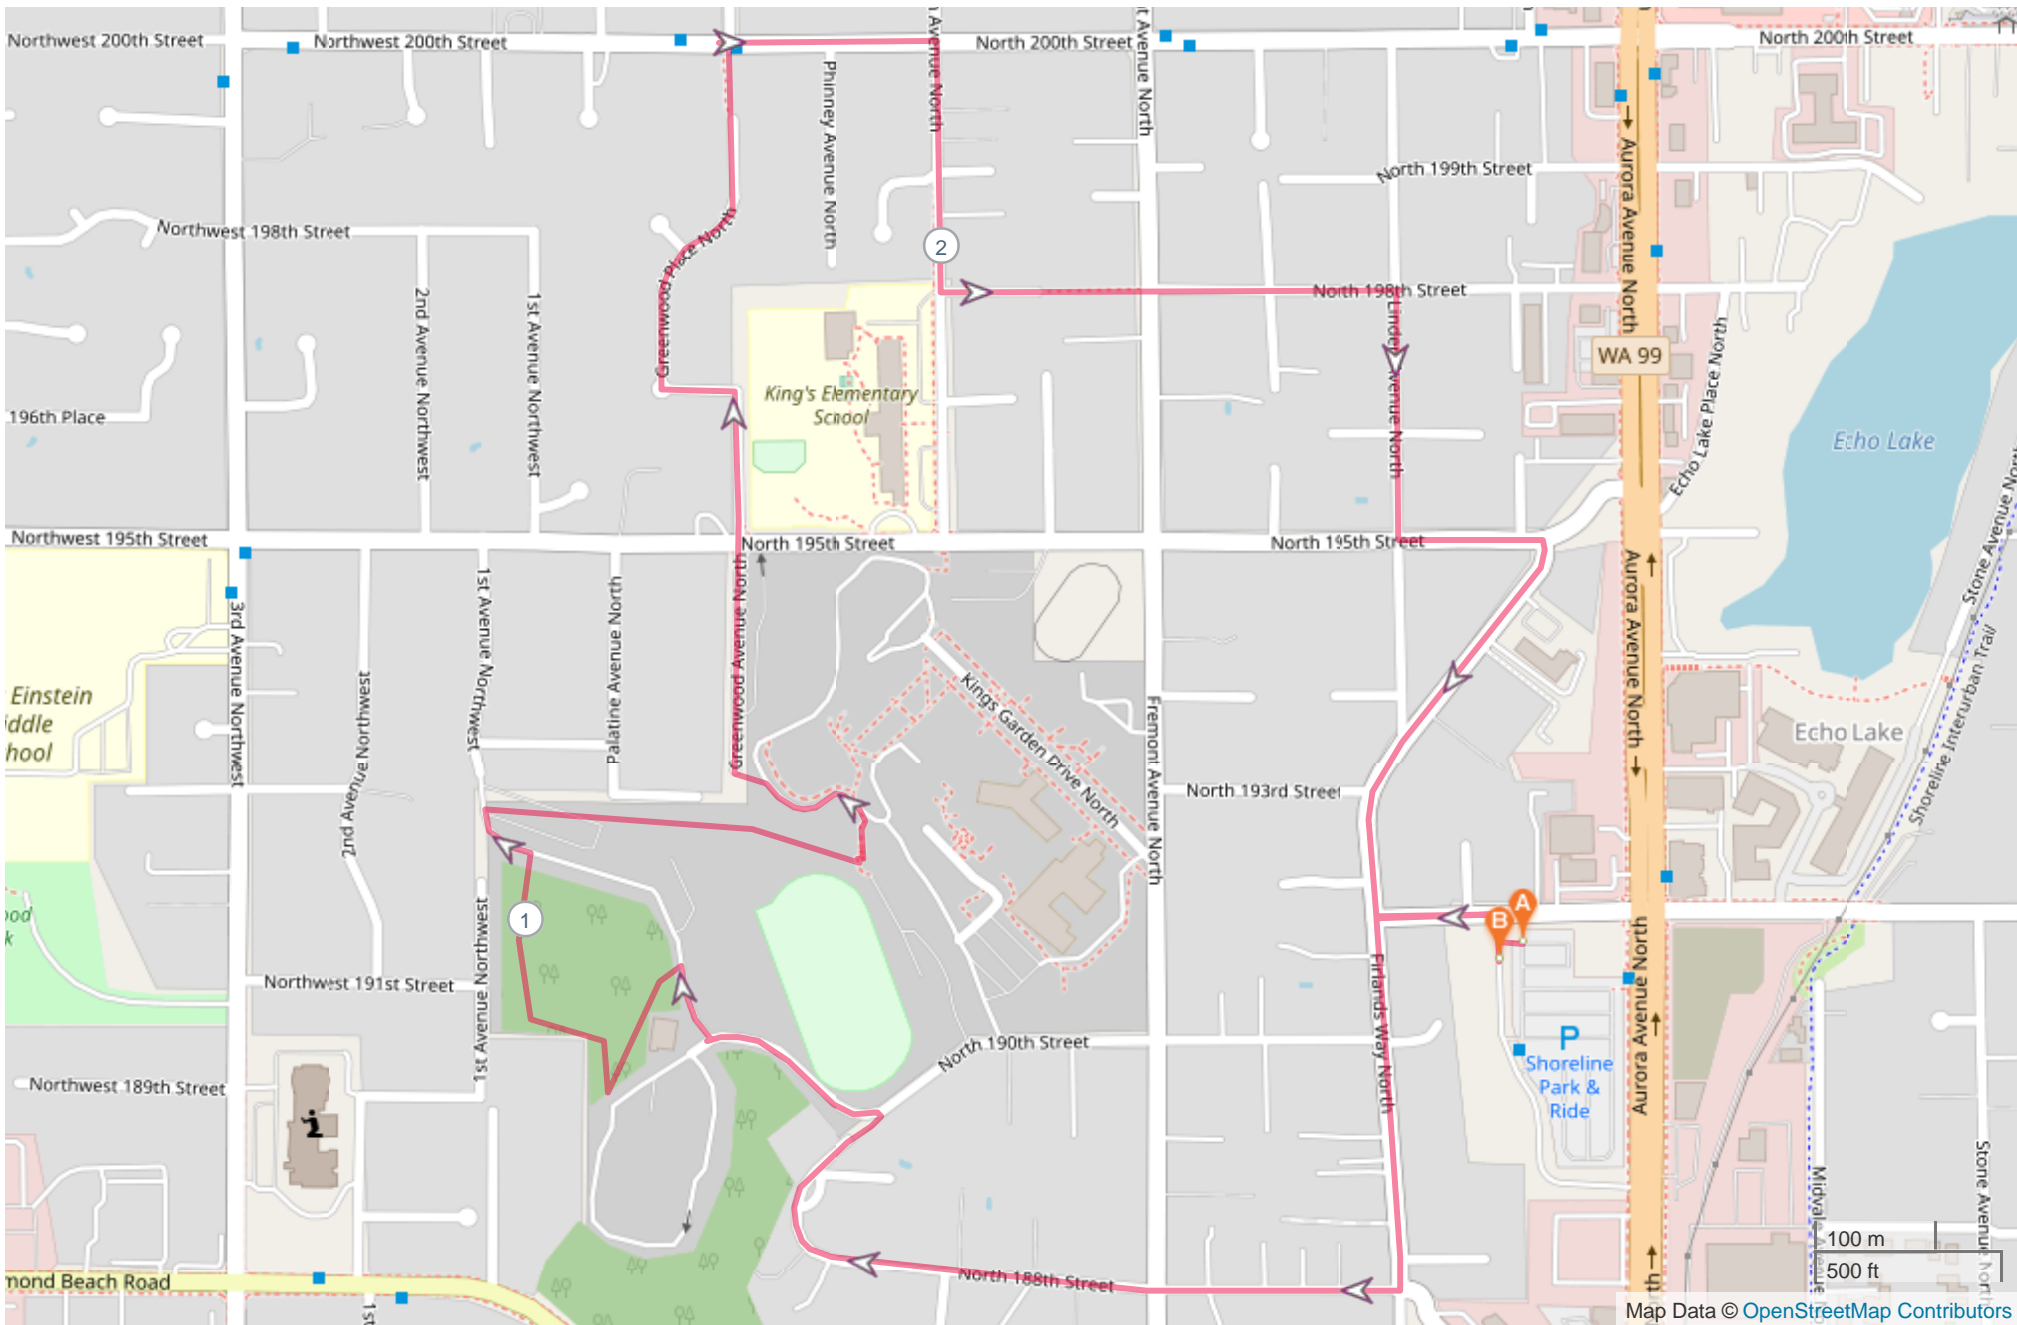 Northwest 200th Street
Northwest 200th Street
North 200th Street
North 200th Street
Avenue North
Avenue North
Phinney Avenue North
Aurora Avenue North
North 199th Street
Northwest 198th Street
Greenwood Place North
2
North 198th Street
2nd Avenue Northwest
1st Avenue Northwest
Linden Avenue North
WA 99
Echo Lake Place North
196th Place
King's Elementary
School
Echo Lake
Northwest 195th Street
North 195th Street
North 195th Street
Stone Avenue North
3rd Avenue Northwest
1st Avenue Northwest
Palatine Avenue North
Greenwood Avenue North
Aurora Avenue North
Shoreline Interurban Trail
Einstein
iddle
hool
2nd Avenue Northwest
Kings Garden Drive North
Fremont Avenue North
Echo Lake
North 193rd Street
A
B
1
ood
k
1st Avenue Northwest
Northwest 191st Street
Firlands Way North
Aurora Avenue North
North 190th Street
P
Shoreline
Park &
Ride
Northwest 189th Street
Midvale Avenue North
Stone Avenue North
North 188th Street
mond Beach Road
1st
rth
100 m
500 ft
Map Data © OpenStreetMap Contributors